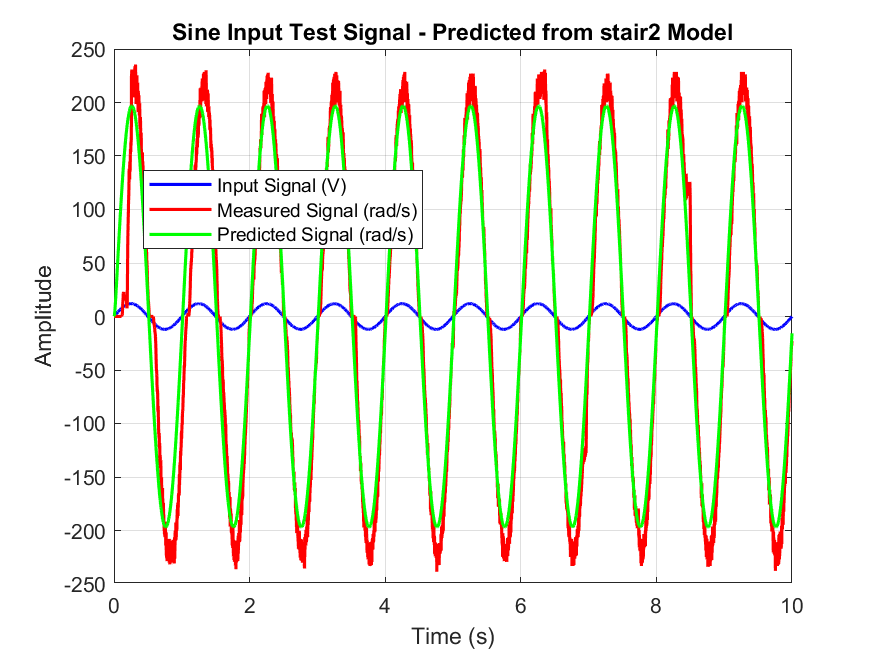 Sine Input Test Signal - Predicted from stair2 Model
250
200
150
100
50
0
-50
-100
-150
-200
-250
Amplitude
Input Signal (V)
Measured Signal (rad/s)
Predicted Signal (rad/s)
0 2 4 6 8 10
Time (s)